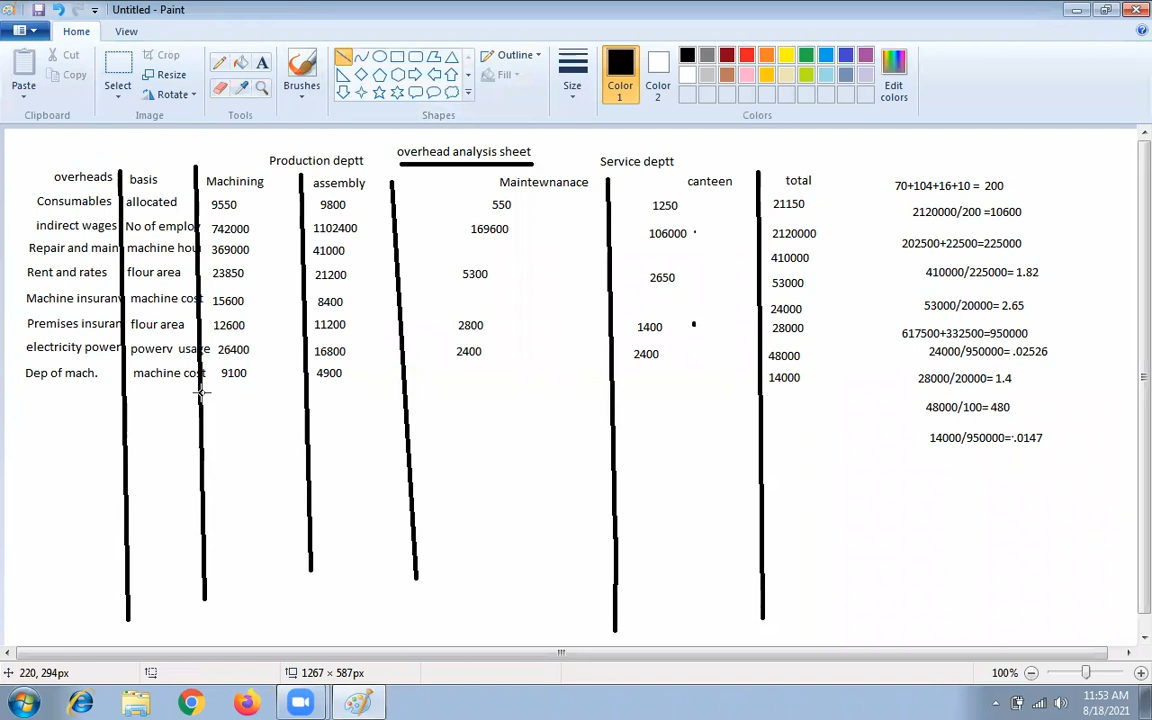 Untitled - Paint
Home View
Cut
Copy
Paste
Clipboard
Select
Crop
Resize
Rotate
Image
Tools
Brushes
Outline
Fill
Shapes
Size
Color 1
Color 2
Edit colors
Colors
overhead analysis sheet
Production deptt Service deptt
overheads basis Machining assembly Maintewnanace canteen total
Consumables allocated 9550 9800 550 1250 21150
indirect wages No of employ 742000 1102400 169600 106000 2120000
Repair and main machine hou 369000 41000 410000
Rent and rates flour area 23850 21200 5300 2650 53000
Machine insuran machine cost 15600 8400 24000
Premises insuran flour area 12600 11200 2800 1400 28000
electricity power powerv usage 26400 16800 2400 2400 48000
Dep of mach. machine cost 9100 4900 14000
70+104+16+10 = 200
2120000/200 =10600
202500+22500=225000
410000/225000= 1.82
53000/20000= 2.65
617500+332500=950000
24000/950000= .02526
28000/20000= 1.4
48000/100= 480
14000/950000=.0147
220, 294px 1267 × 587px 100%
11:53 AM
8/18/2021